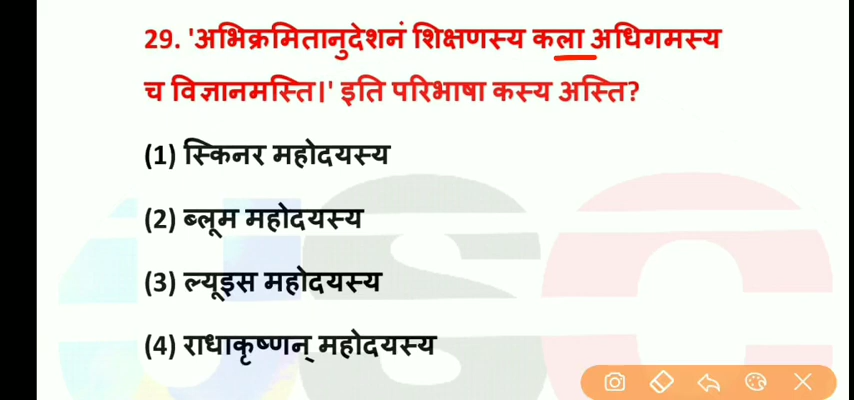 29. 'अभिक्रमितानुदेशनं शिक्षणस्य कला अधिगमस्य
च विज्ञानमस्ति।' इति परिभाषा कस्य अस्ति?
(1) स्किनर महोदयस्य
(2) ब्लूम महोदयस्य
(3) ल्यूइस महोदयस्य
(4) राधाकृष्णन् महोदयस्य